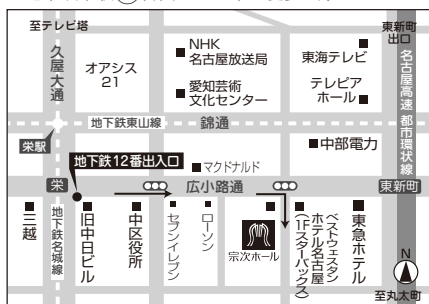 至テレビ塔
東新町
出口
久屋大通
オアシス
21
NHK
名古屋放送局
愛知芸術
文化センター
東海テレビ
テレピア
ホール
名古屋高速 都市環状線
地下鉄東山線
錦通
栄駅
中部電力
地下鉄12番出入口
マクドナルド
栄
広小路通
東新町
三越
地下鉄名城線
旧中日ビル
中区役所
セブンイレブン
ローソン
宗次ホール
ベストウェスタン
ホテル名古屋
(1Fスターバックス)
東急ホテル
N
至丸太町